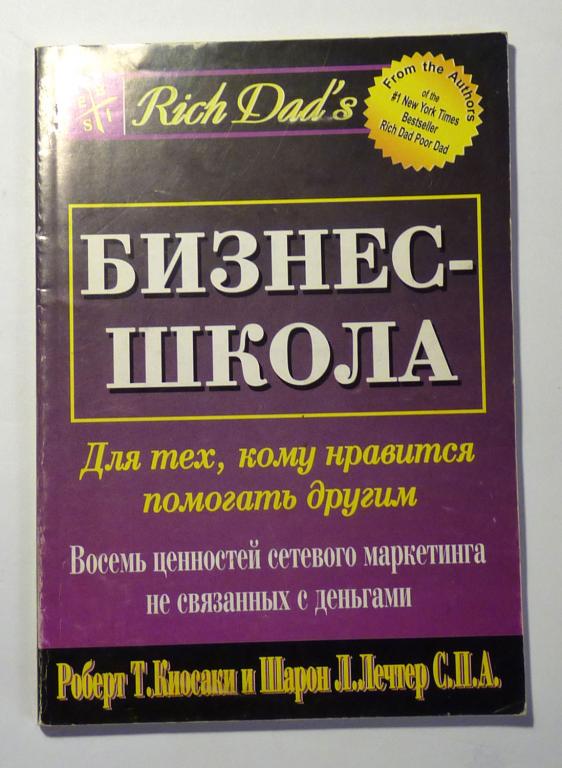 E B
S I
Rich Dad's
From the Authors
of the
#1 New York Times
Bestseller
Rich Dad Poor Dad
БИЗНЕС-
ШКОЛА
Для тех, кому нравится
помогать другим
Восемь ценностей сетевого маркетинга
не связанных с деньгами
Роберт Т.Киосаки и Шарон Л.Лечтер С.П.А.